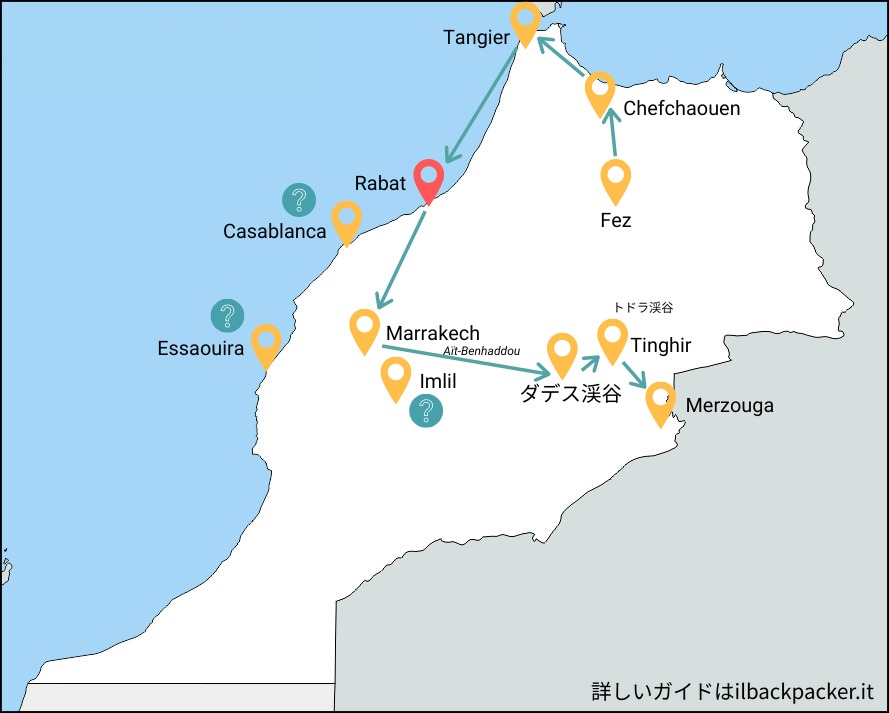 Tangier
Chefchaouen
Rabat
?
Casablanca
Fez
?
Essaouira
トドラ渓谷
Marrakech
Tinghir
Aït-Benhaddou
Imlil
ダデス渓谷
?
Merzouga
詳しいガイドはilbackpacker.it